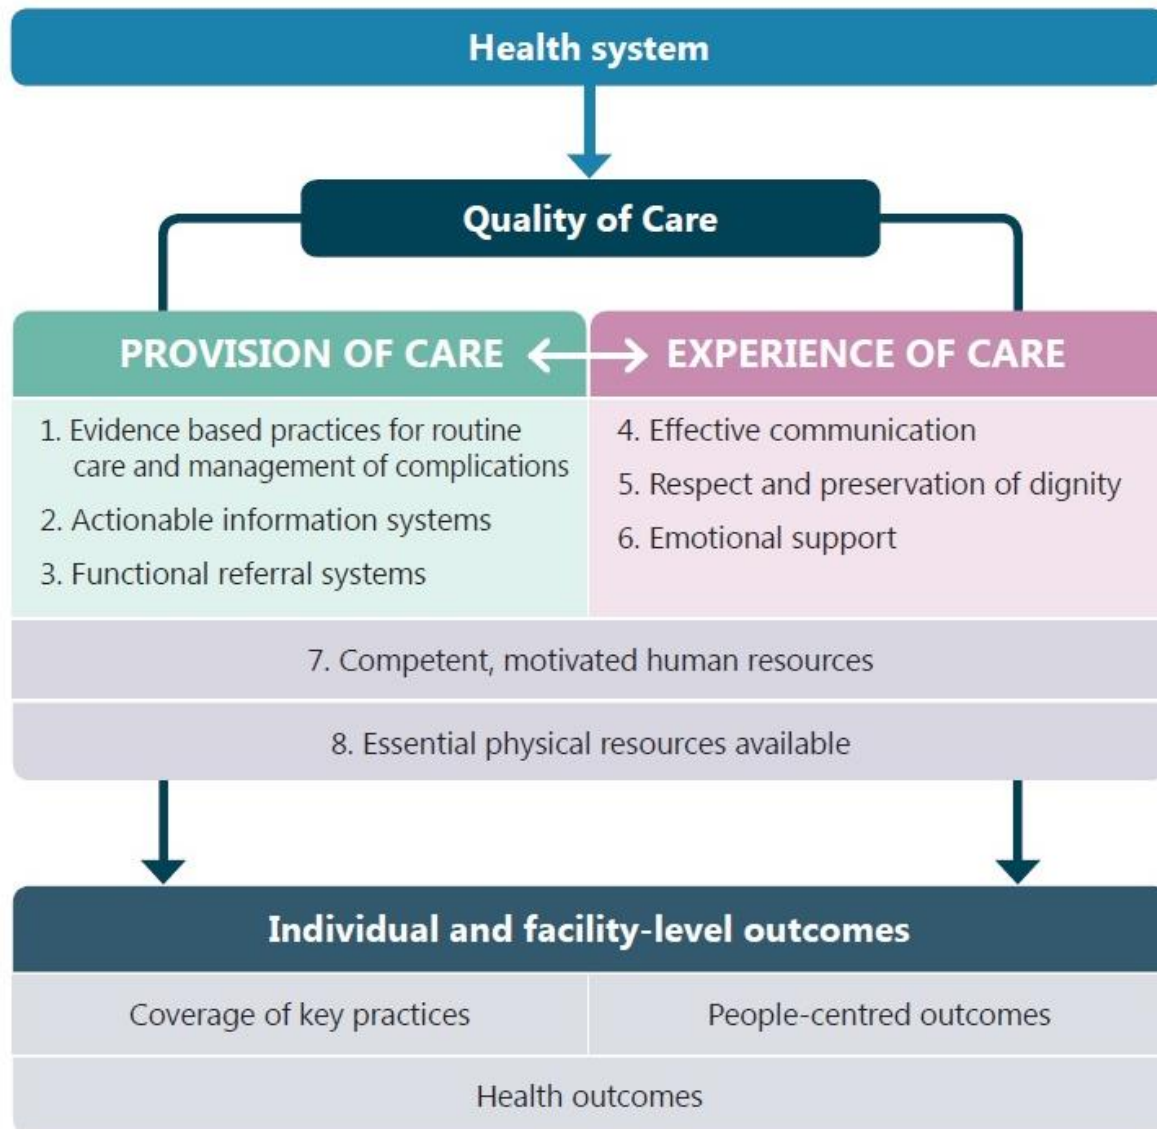 Health system
Quality of Care
PROVISION OF CARE
EXPERIENCE OF CARE
1. Evidence based practices for routine
care and management of complications
2. Actionable information systems
3. Functional referral systems
4. Effective communication
5. Respect and preservation of dignity
6. Emotional support
7. Competent, motivated human resources
8. Essential physical resources available
Individual and facility-level outcomes
Coverage of key practices
People-centred outcomes
Health outcomes